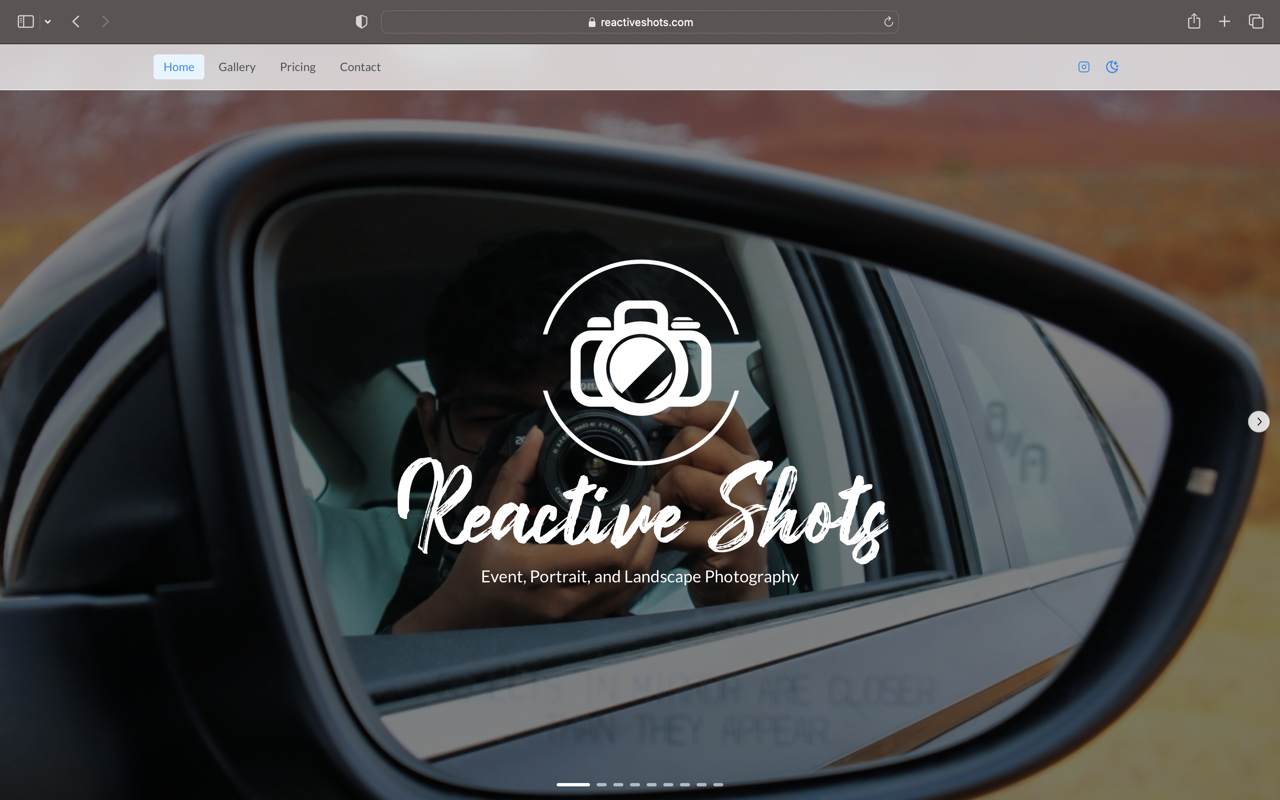 reactiveshots.com
Home Gallery Pricing Contact
Reactive Shots
Event, Portrait, and Landscape Photography
OBJECTS IN MIRROR ARE CLOSER
THAN THEY APPEAR